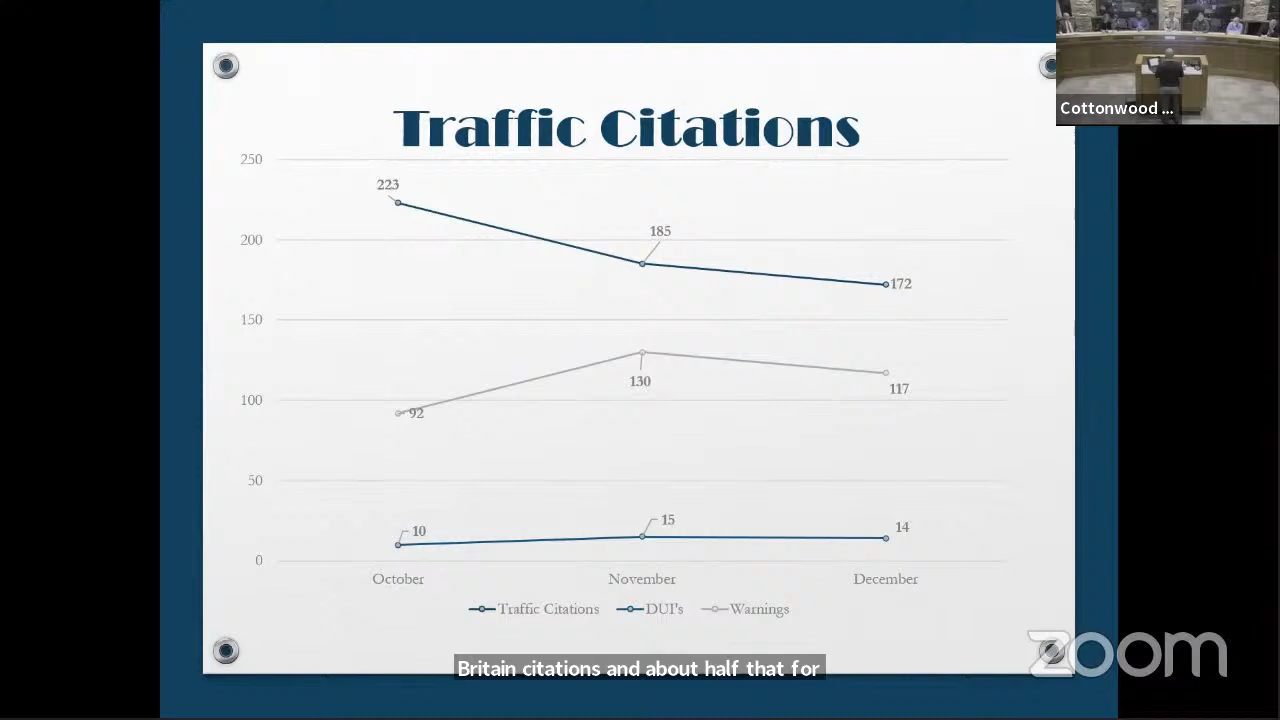 Cottonwood ...
Traffic Citations
250
200
150
100
50
0
223
185
172
92
130
117
10
15
14
October
November
December
Traffic Citations
DUI's
Warnings
zoom
Britain citations and about half that for